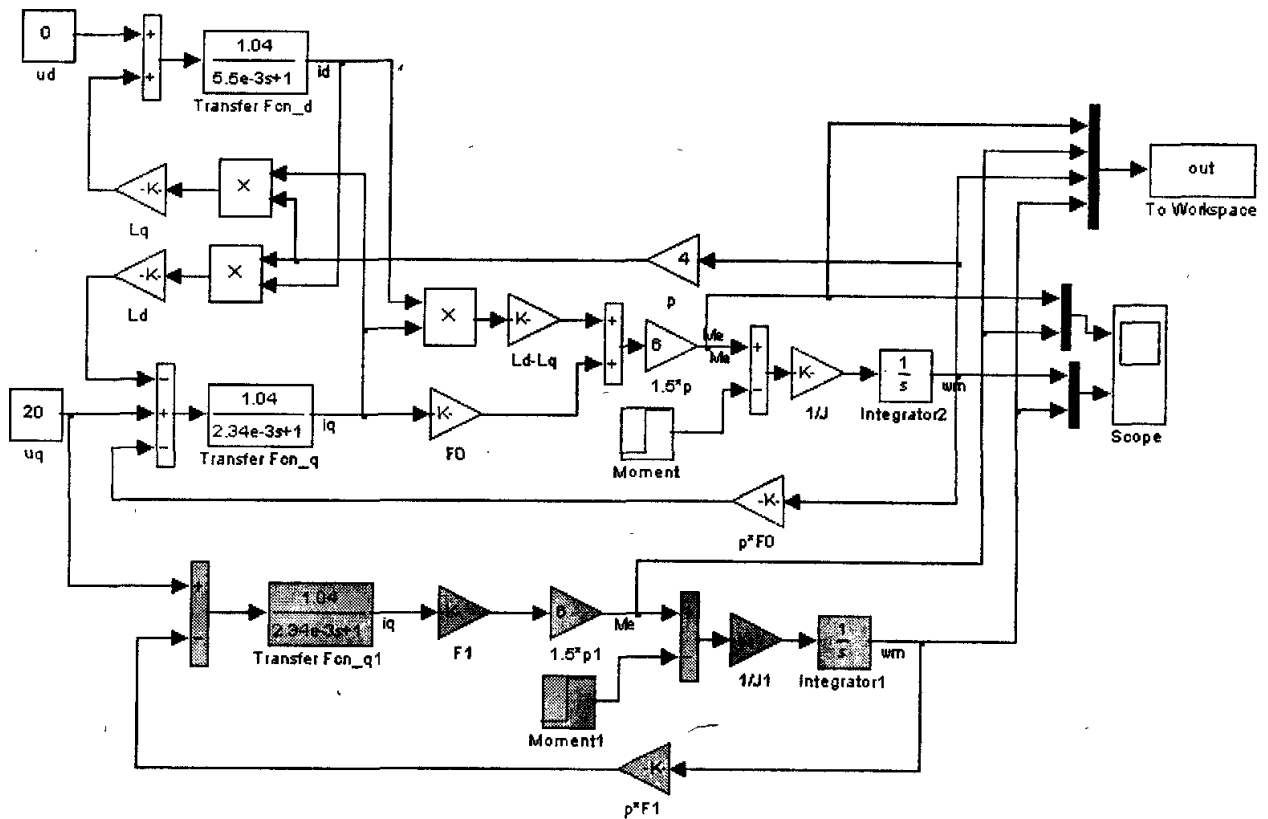 0
ud
+
+
1.04
5.5e-3s+1
id
Transfer Fcn_d
×
-K-
Lq
×
-K-
Ld
4
p
out
To Workspace
×
K-
Ld-Lq
+
+
6
1.5*p
Me
Me
+
−
K-
1/J
1
s
Integrator2
wm
Scope
20
uq
−
+
−
1.04
2.34e-3s+1
iq
Transfer Fcn_q
K-
F0
Moment
-K-
p*F0
+
−
1.04
2.34e-3s+1
iq
Transfer Fcn_q1
K-
F1
6
1.5*p1
Me
−
1/J1
1
s
Integrator1
wm
Moment1
-K-
p*F1